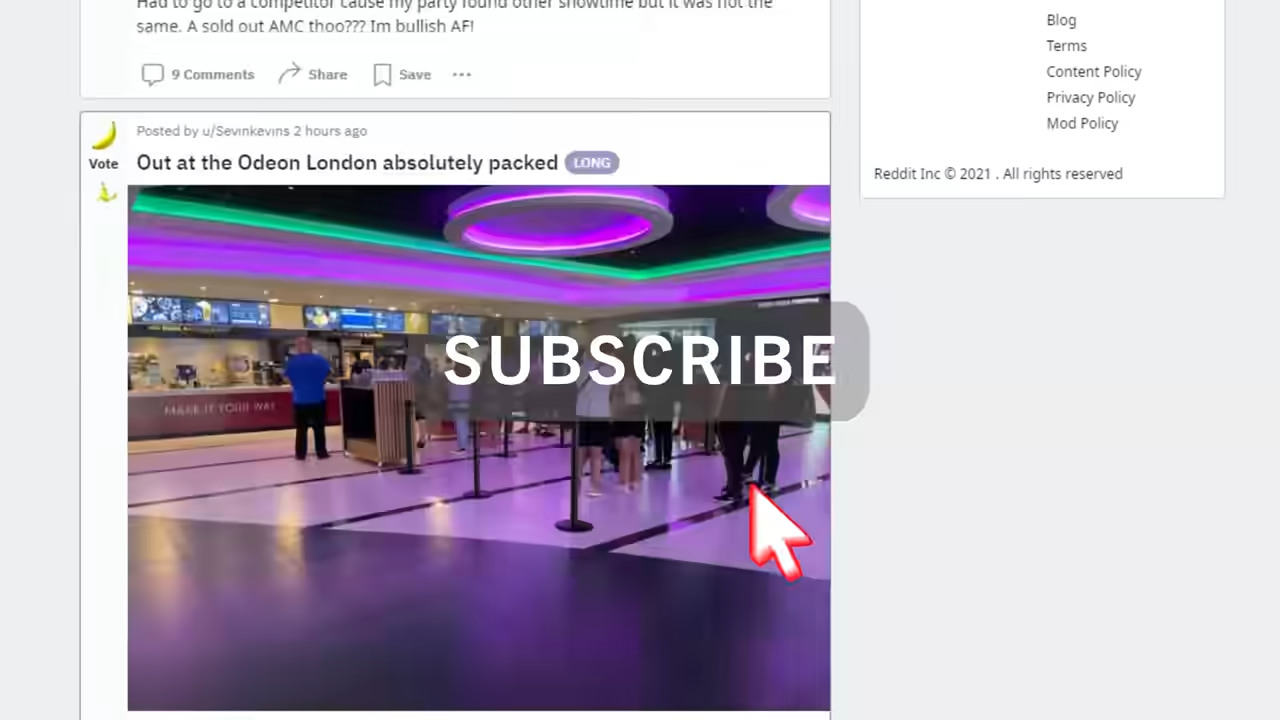 Had to go to a competitor cause my party found other showtime but it was not the
same. A sold out AMC thoo??? Im bullish AF!
9 Comments Share Save ...
Posted by u/Sevinkevins 2 hours ago
Vote
Out at the Odeon London absolutely packed LONG
MAKE IT YOUR WAY
SUBSCRIBE
Blog
Terms
Content Policy
Privacy Policy
Mod Policy
Reddit Inc © 2021 . All rights reserved